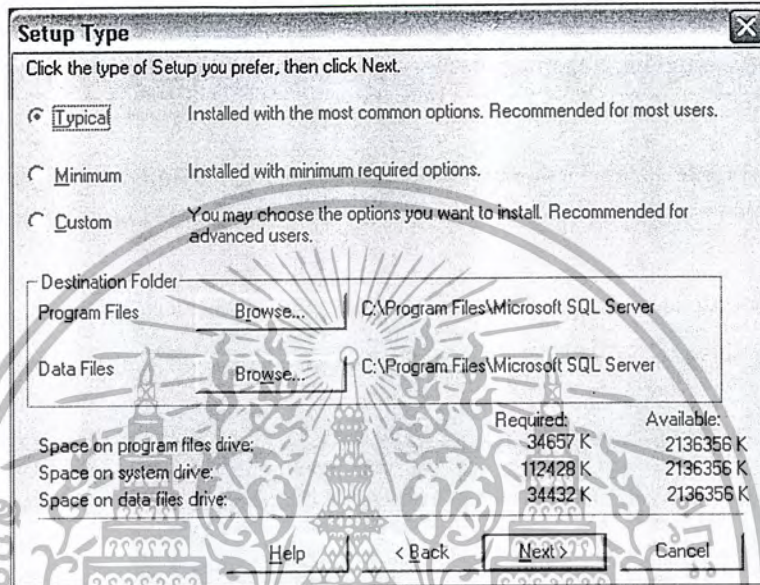 Setup Type
Click the type of Setup you prefer, then click Next.
Typical Installed with the most common options. Recommended for most users.
Minimum Installed with minimum required options.
Custom You may choose the options you want to install. Recommended for
advanced users.
Destination Folder
Program Files Browse... C:\Program Files\Microsoft SQL Server
Data Files Browse... C:\Program Files\Microsoft SQL Server
Required: Available:
Space on program files drive: 34657 K 2136356 K
Space on system drive: 112428 K 2136356 K
Space on data files drive: 34432 K 2136356 K
Help < Back Next > Cancel